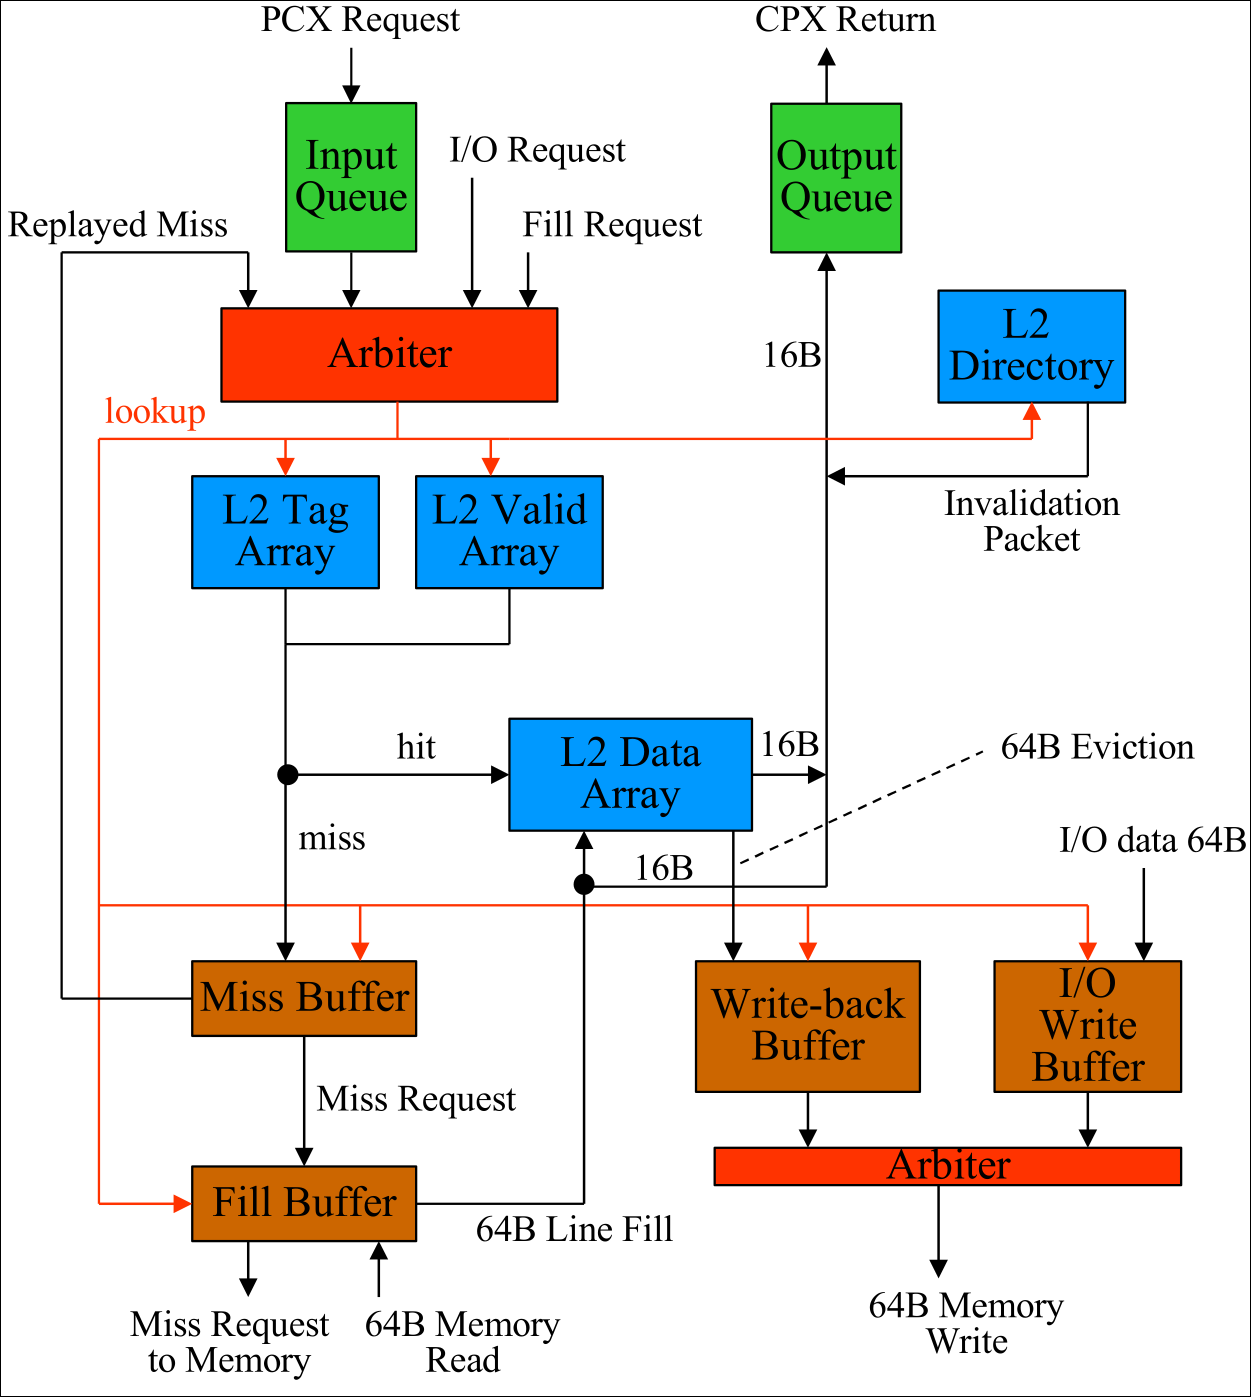 PCX Request
CPX Return
Input
Queue
I/O Request
Output
Queue
Replayed Miss
Fill Request
Arbiter
16B
L2
Directory
lookup
L2 Tag
Array
L2 Valid
Array
Invalidation
Packet
hit
L2 Data
Array
16B
64B Eviction
miss
16B
I/O data 64B
Miss Buffer
Write-back
Buffer
I/O
Write
Buffer
Miss Request
Arbiter
Fill Buffer
64B Line Fill
Miss Request
to Memory
64B Memory
Read
64B Memory
Write